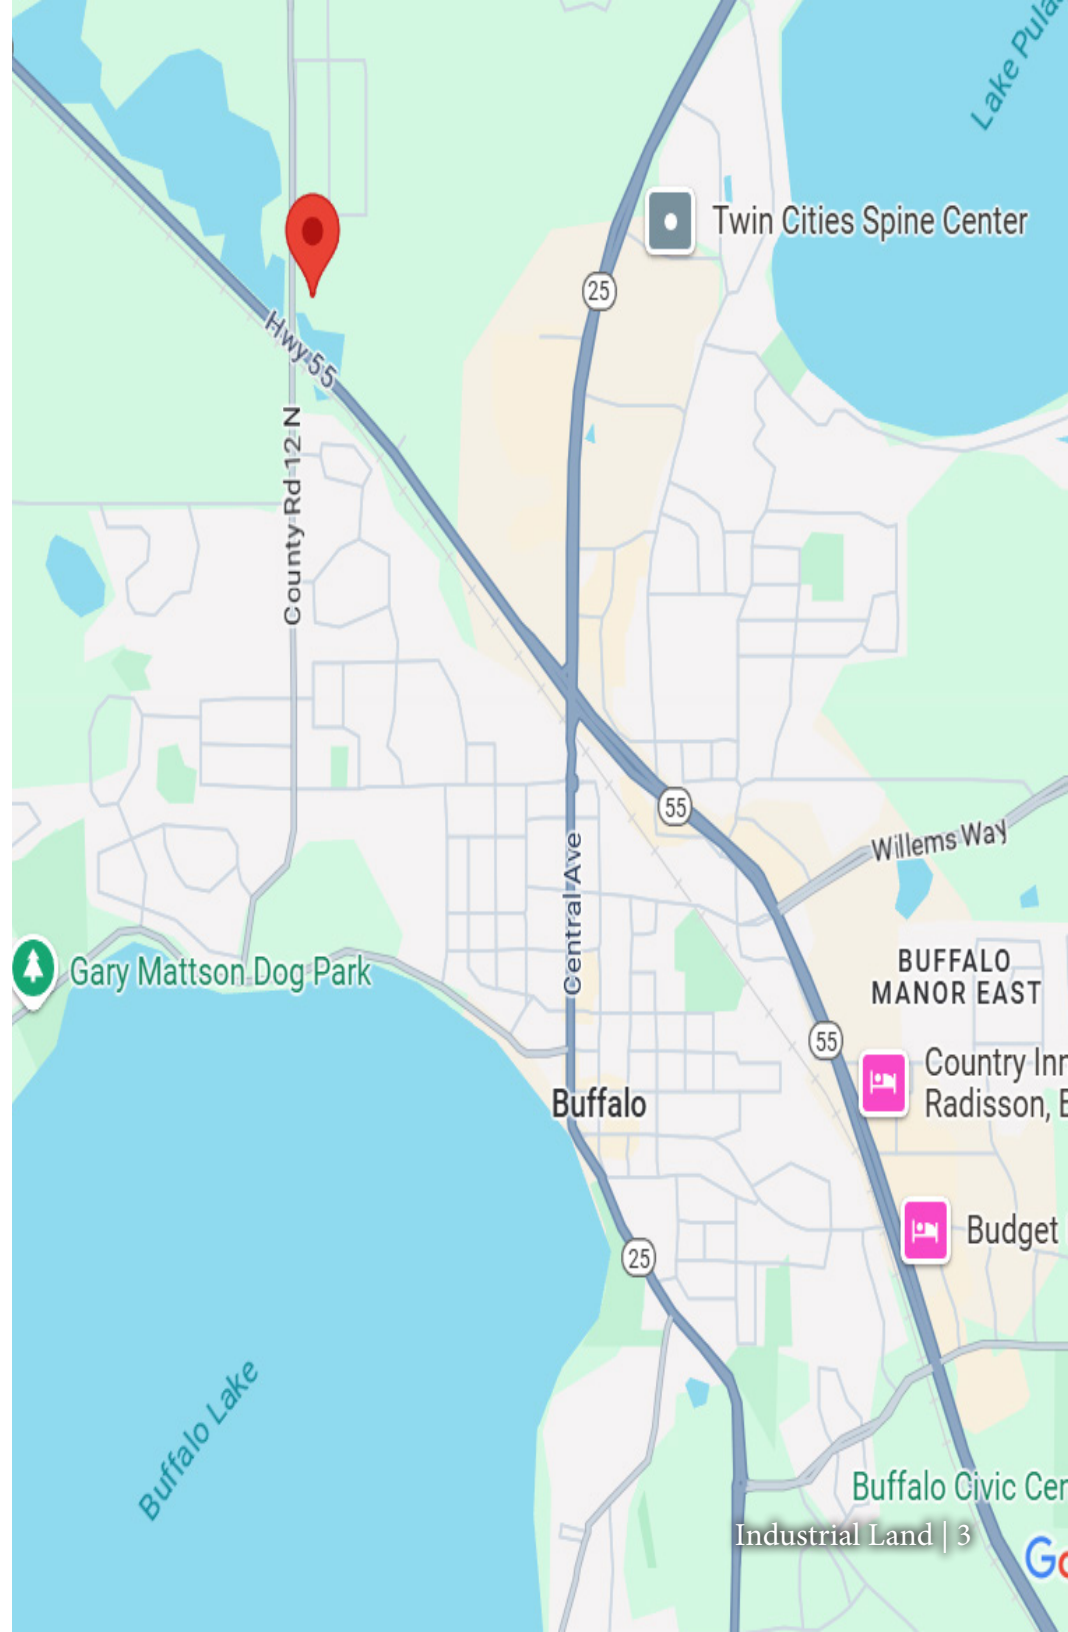 Lake Pula
Twin Cities Spine Center
25
Hwy 55
County Rd 12 N
55
Willems Way
Central Ave
BUFFALO
MANOR EAST
Gary Mattson Dog Park
55
Country Inn
Radisson, B
Buffalo
Budget
25
Buffalo Lake
Buffalo Civic Cen
Industrial Land | 3
Go